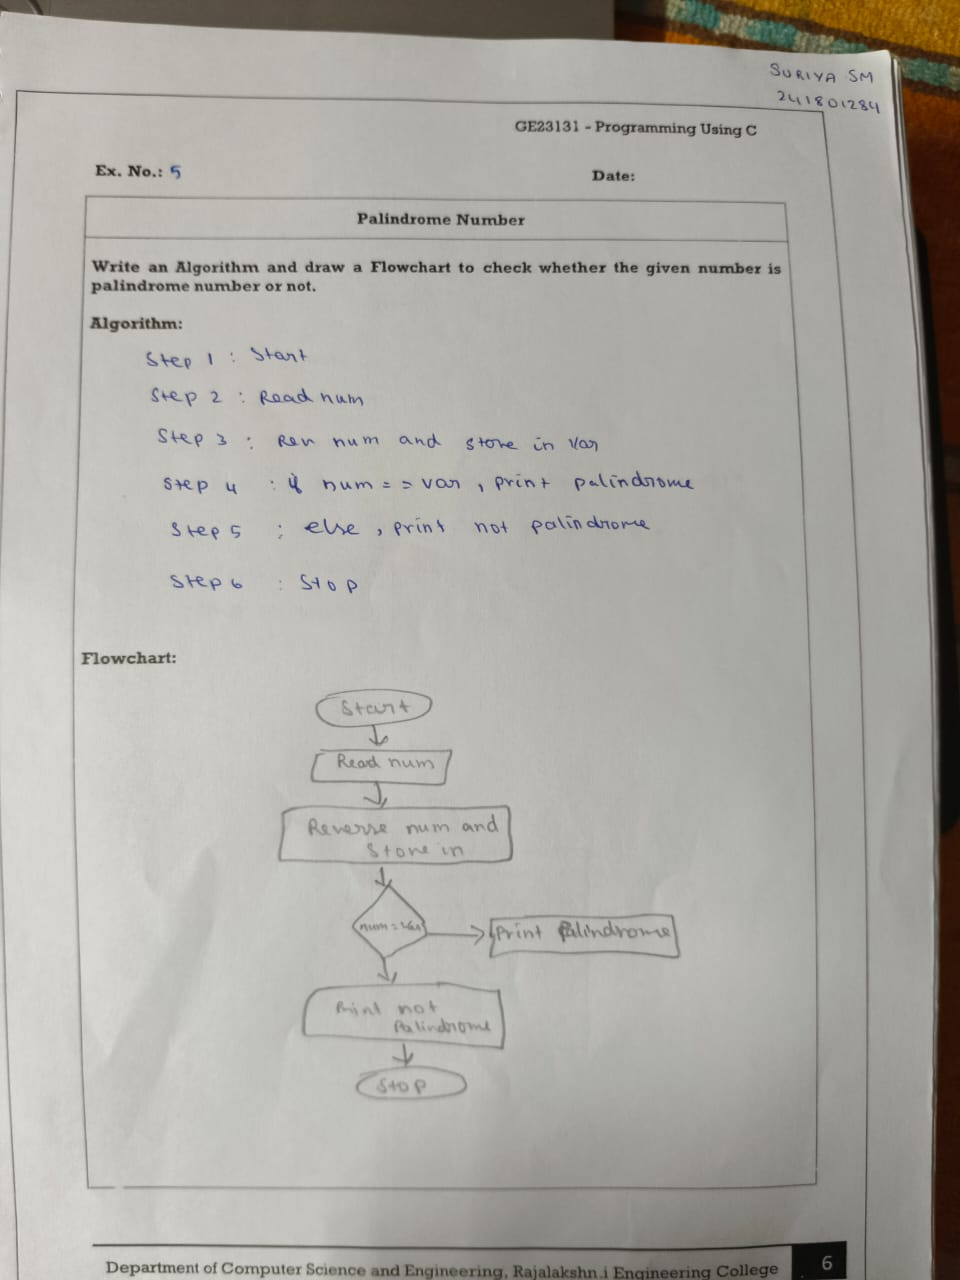 SURIYA SM
241801284
GE23131 - Programming Using C
Ex. No.: 5
Date:
Palindrome Number
Write an Algorithm and draw a Flowchart to check whether the given number is
palindrome number or not.
Algorithm:
Step 1 : Start
Step 2 : Read num
Step 3 : Rev num and store in var
Step 4 : if num == var, print palindrome
Step 5 : else, print not palindrome
Step 6 : Stop
Flowchart:
Start
Read num
Reverse num and
Store in
num = var
Print Palindrome
Print not
Palindrome
Stop
Department of Computer Science and Engineering, Rajalakshmi Engineering College
6